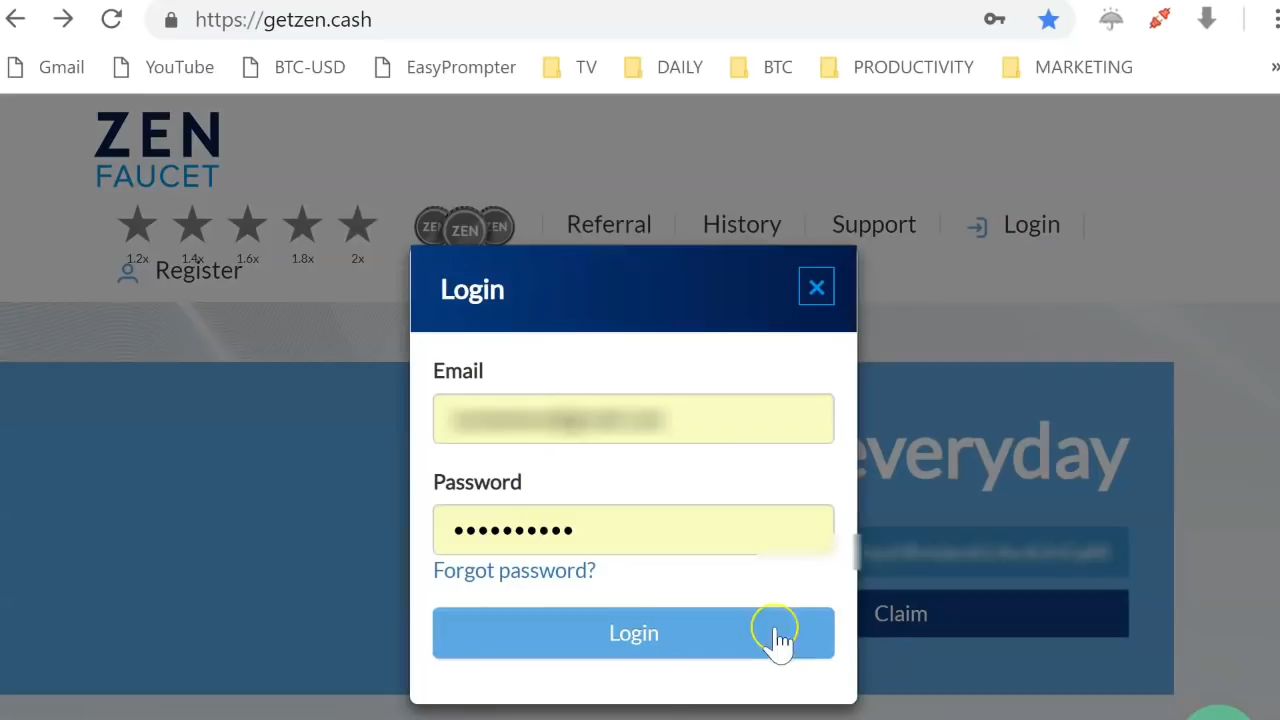 https://getzen.cash
Gmail YouTube BTC-USD EasyPrompter TV DAILY BTC PRODUCTIVITY MARKETING »
ZEN
FAUCET
ZEN ZEN ZEN Referral History Support Login
1.2x 1.4x 1.6x 1.8x 2x
Register
Login
Email
everyday
Password
Forgot password?
Claim
Login